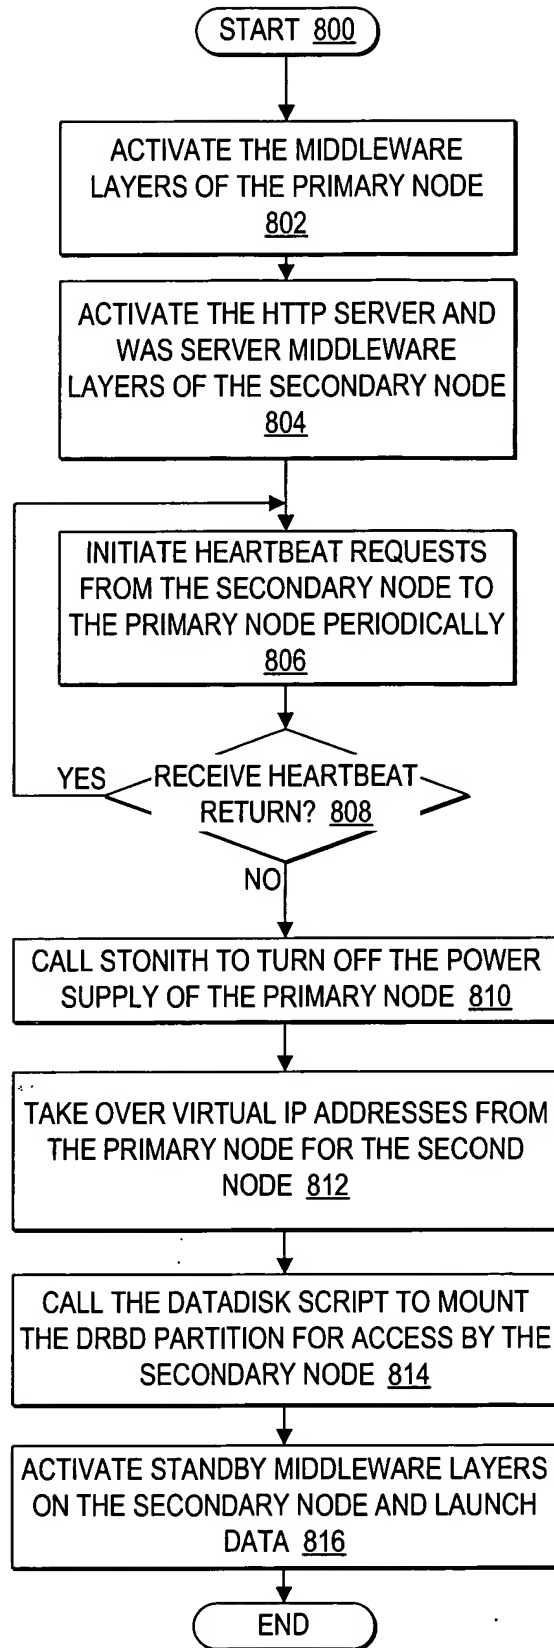 START 800
ACTIVATE THE MIDDLEWARE
LAYERS OF THE PRIMARY NODE
802
ACTIVATE THE HTTP SERVER AND
WAS SERVER MIDDLEWARE
LAYERS OF THE SECONDARY NODE
804
INITIATE HEARTBEAT REQUESTS
FROM THE SECONDARY NODE TO
THE PRIMARY NODE PERIODICALLY
806
YES
RECEIVE HEARTBEAT
RETURN? 808
NO
CALL STONITH TO TURN OFF THE POWER
SUPPLY OF THE PRIMARY NODE 810
TAKE OVER VIRTUAL IP ADDRESSES FROM
THE PRIMARY NODE FOR THE SECOND
NODE 812
CALL THE DATADISK SCRIPT TO MOUNT
THE DRBD PARTITION FOR ACCESS BY THE
SECONDARY NODE 814
ACTIVATE STANDBY MIDDLEWARE LAYERS
ON THE SECONDARY NODE AND LAUNCH
DATA 816
END